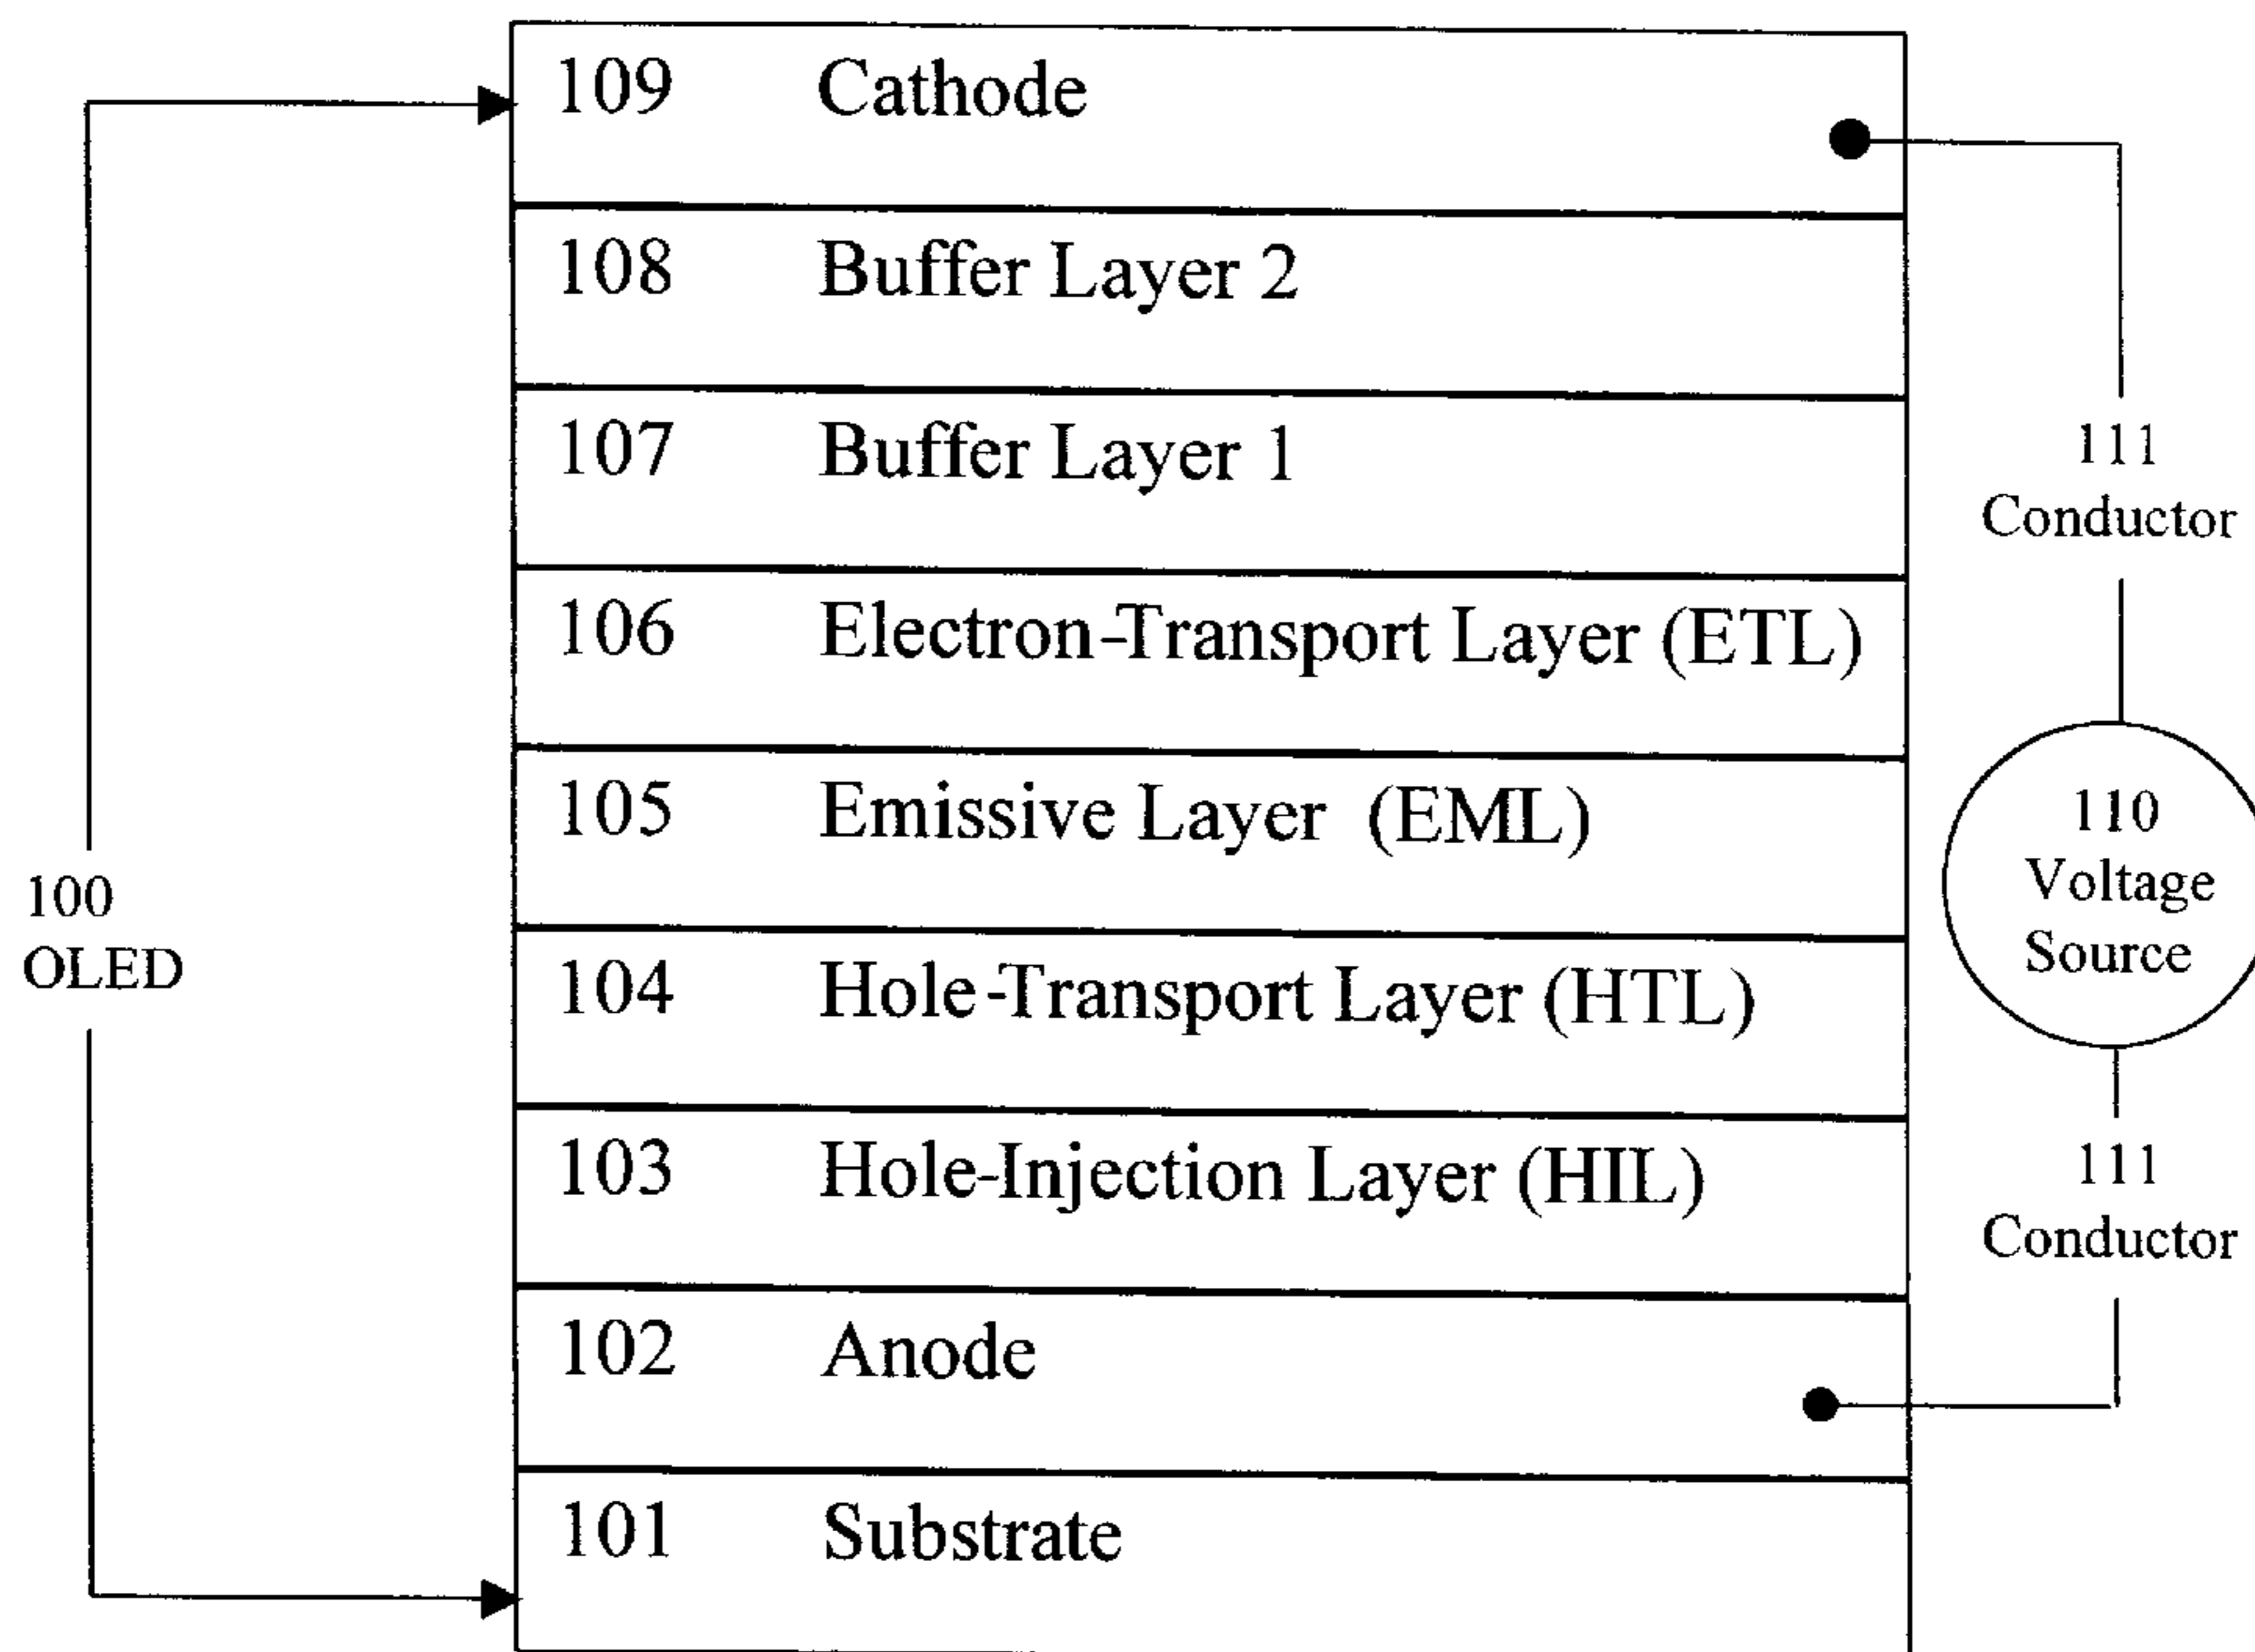 109 Cathode
108 Buffer Layer 2
107 Buffer Layer 1
106 Electron-Transport Layer (ETL)
105 Emissive Layer (EML)
104 Hole-Transport Layer (HTL)
103 Hole-Injection Layer (HIL)
102 Anode
101 Substrate
100
OLED
111
Conductor
110
Voltage
Source
111
Conductor